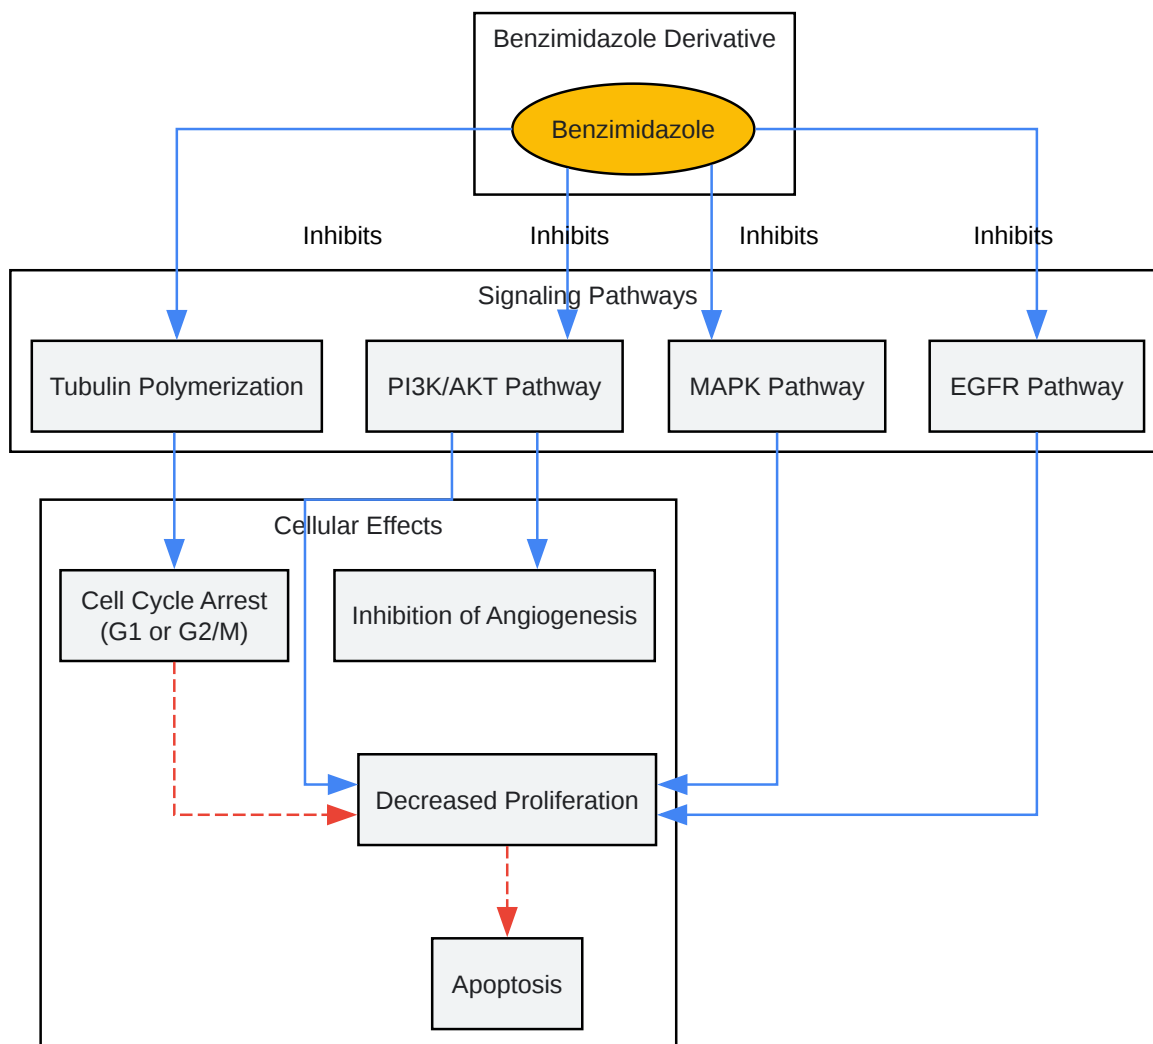 Benzimidazole Derivative
Benzimidazole
Inhibits
Inhibits
Inhibits
Inhibits
Signaling Pathways
Tubulin Polymerization
PI3K/AKT Pathway
MAPK Pathway
EGFR Pathway
Cellular Effects
Cell Cycle Arrest
(G1 or G2/M)
Inhibition of Angiogenesis
Decreased Proliferation
Apoptosis